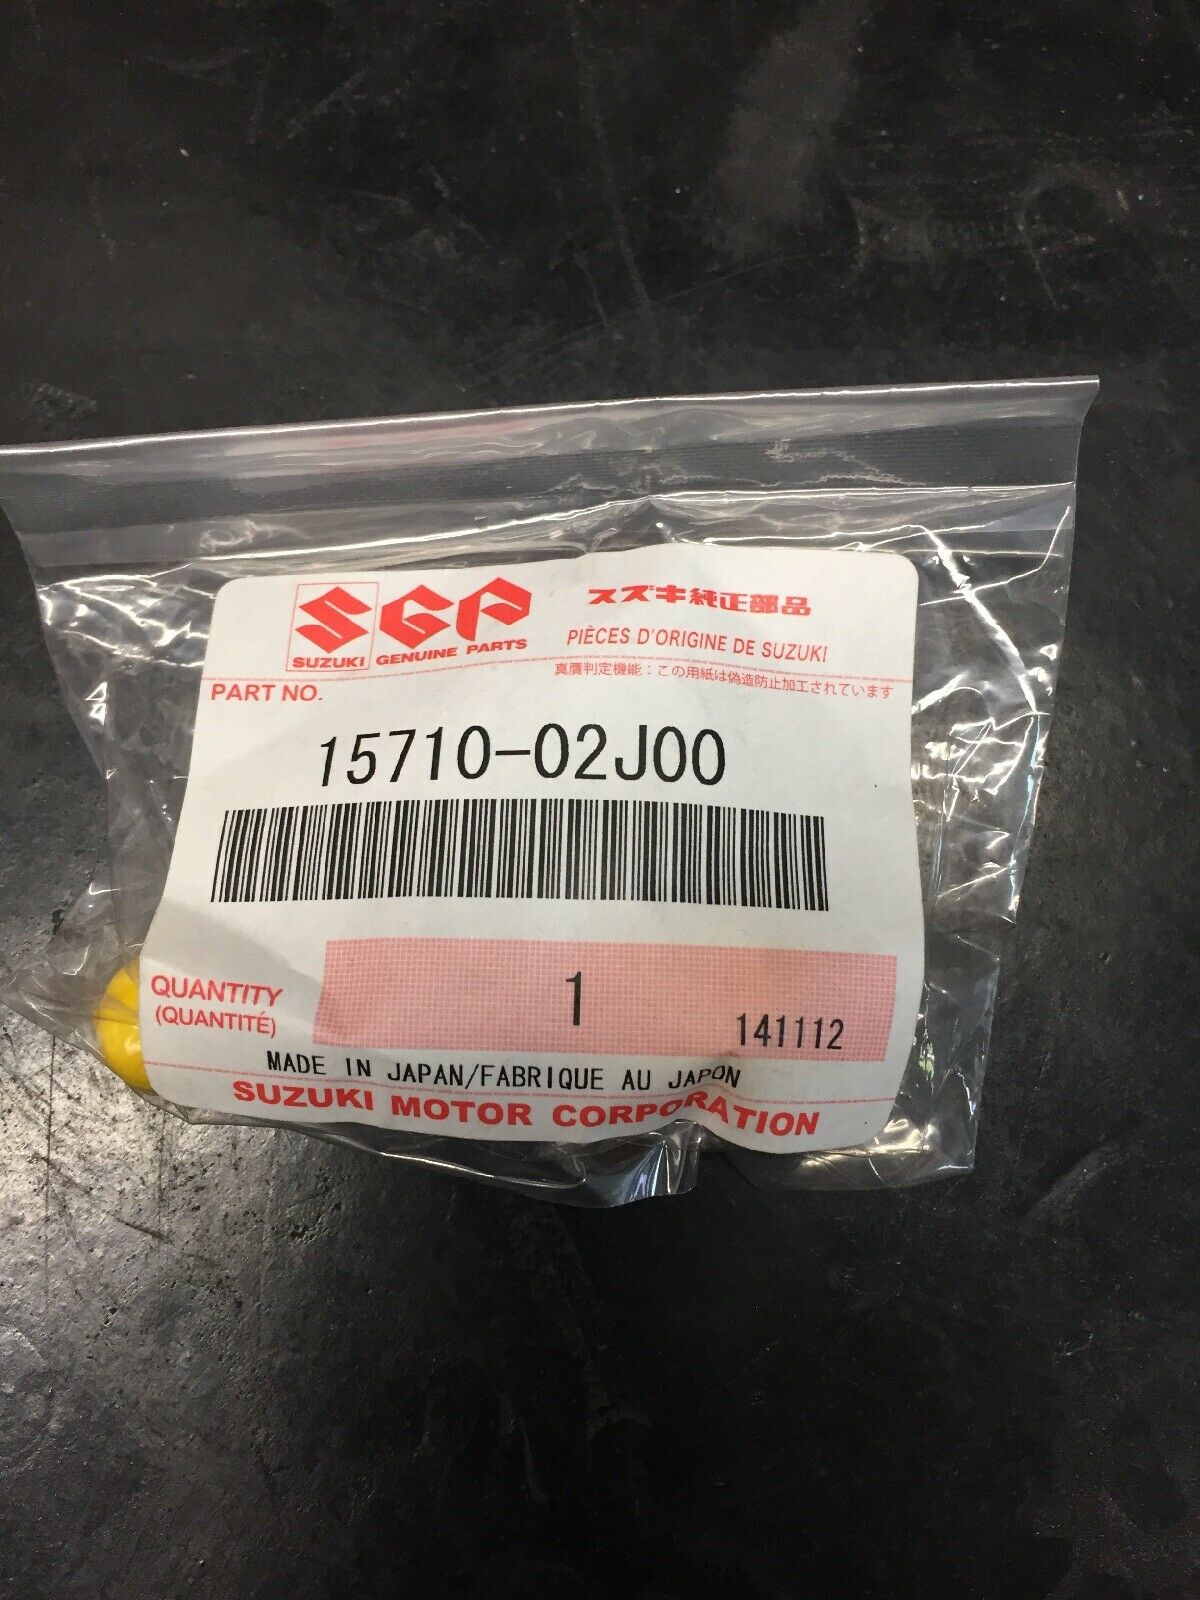 SGP スズキ純正部品
SUZUKI GENUINE PARTS PIÈCES D'ORIGINE DE SUZUKI
真贋判定機能：この用紙は偽造防止加工されています
PART NO.
15710-02J00
QUANTITY 1
(QUANTITÉ) 141112
MADE IN JAPAN/FABRIQUE AU JAPON
SUZUKI MOTOR CORPORATION